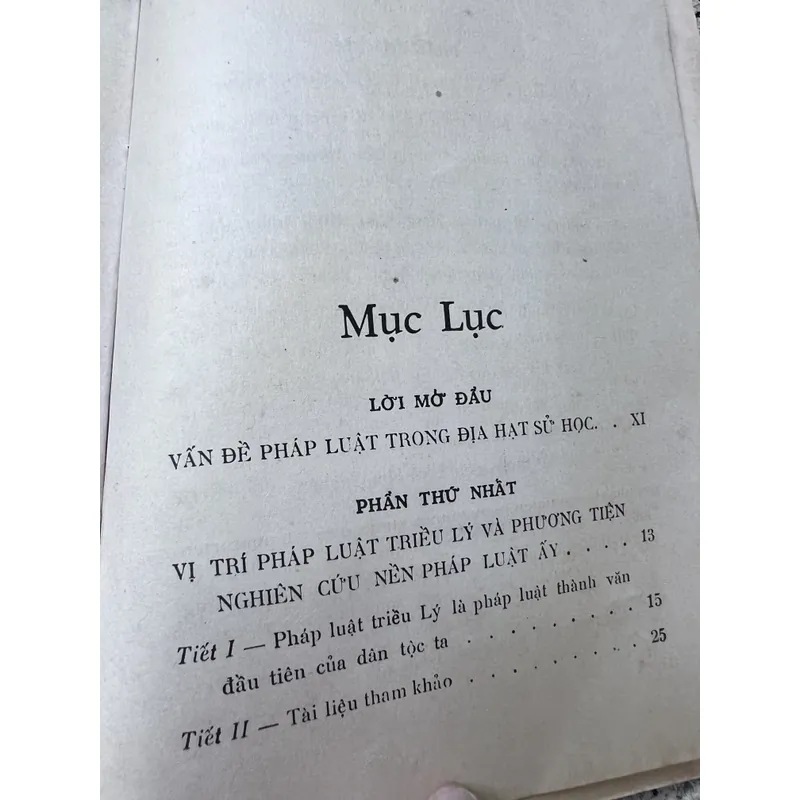 Mục Lục
LỜI MỞ ĐẦU
VẤN ĐỀ PHÁP LUẬT TRONG ĐỊA HẠT SỬ HỌC. . XI
PHẦN THỨ NHẤT
VỊ TRÍ PHÁP LUẬT TRIỀU LÝ VÀ PHƯƠNG TIỆN
NGHIÊN CỨU NỀN PHÁP LUẬT ẤY . . . . 13
Tiết I — Pháp luật triều Lý là pháp luật thành văn
đầu tiên của dân tộc ta . . . . . . . . . 15
Tiết II — Tài liệu tham khảo . . . . . . . . . 25